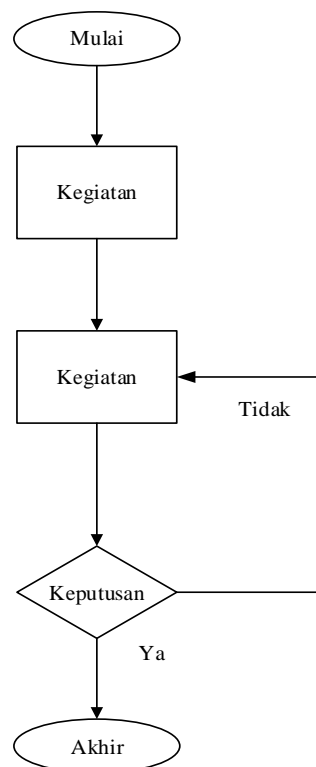 Mulai
Kegiatan
Kegiatan
Tidak
Keputusan
Ya
Akhir